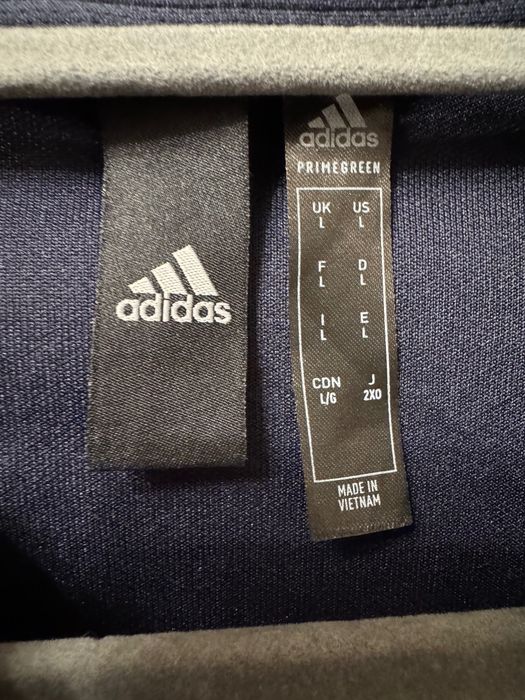 adidas
adidas
PRIMEGREEN
UK US
L L
F D
L L
I E
L L
CDN J
L/G 2XO
MADE IN
VIETNAM